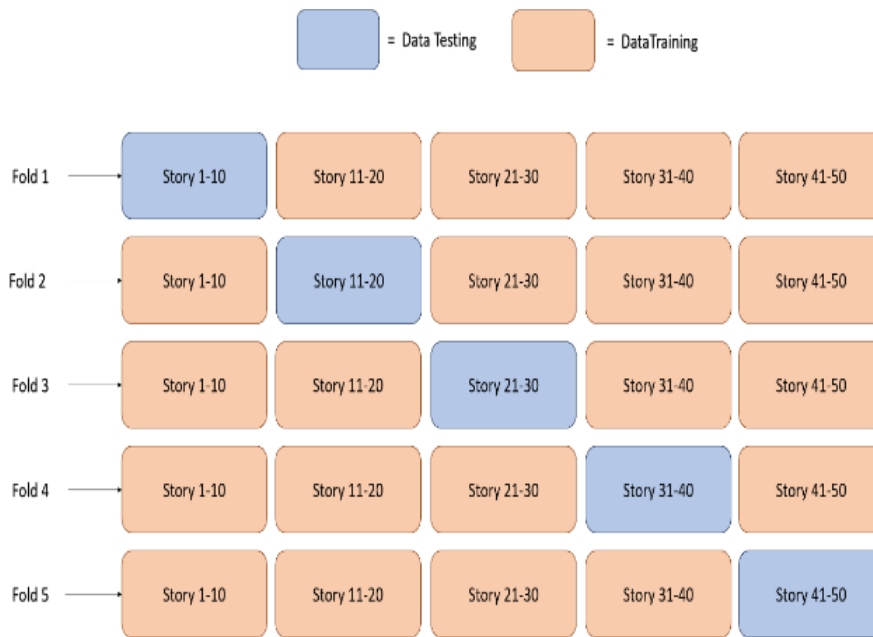 = Data Testing = DataTraining
Fold 1 Story 1-10 Story 11-20 Story 21-30 Story 31-40 Story 41-50
Fold 2 Story 1-10 Story 11-20 Story 21-30 Story 31-40 Story 41-50
Fold 3 Story 1-10 Story 11-20 Story 21-30 Story 31-40 Story 41-50
Fold 4 Story 1-10 Story 11-20 Story 21-30 Story 31-40 Story 41-50
Fold 5 Story 1-10 Story 11-20 Story 21-30 Story 31-40 Story 41-50